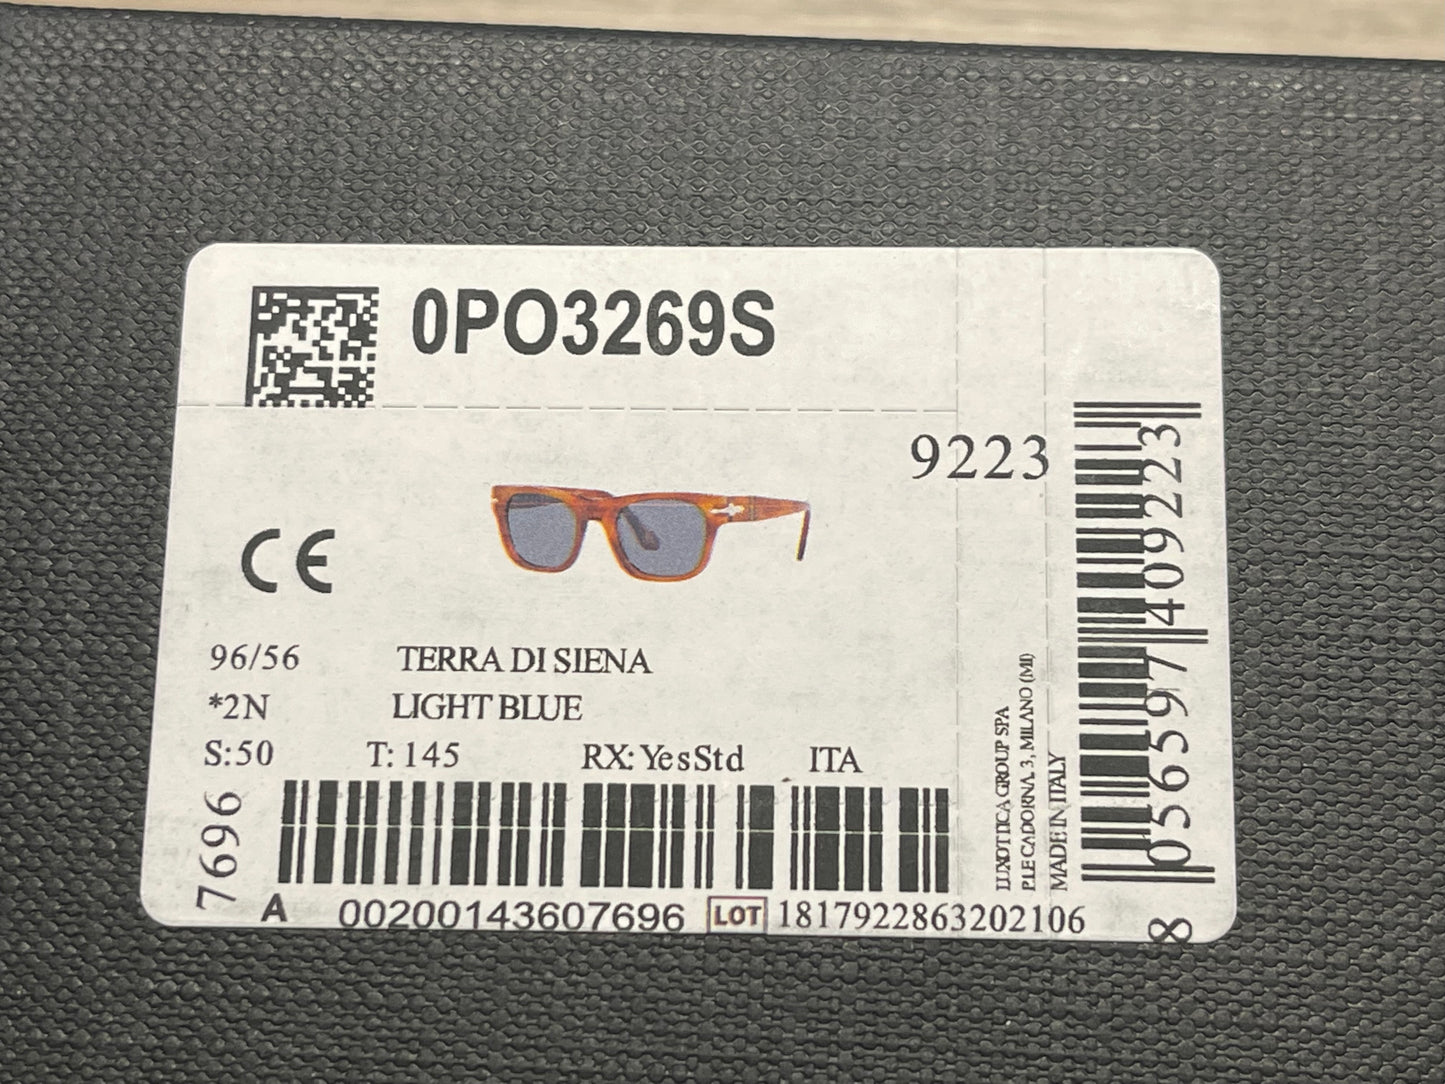 0PO3269S
9223
CE
96/56 TERRA DI SIENA
*2N LIGHT BLUE
S:50 T: 145 RX: YesStd ITA
7696
A 00200143607696 LOT 1817922863202106
LUXOTTICA GROUP SPA
P.LE CADORNA, 3, MILANO (MI)
MADE IN ITALY
8 056597 409223